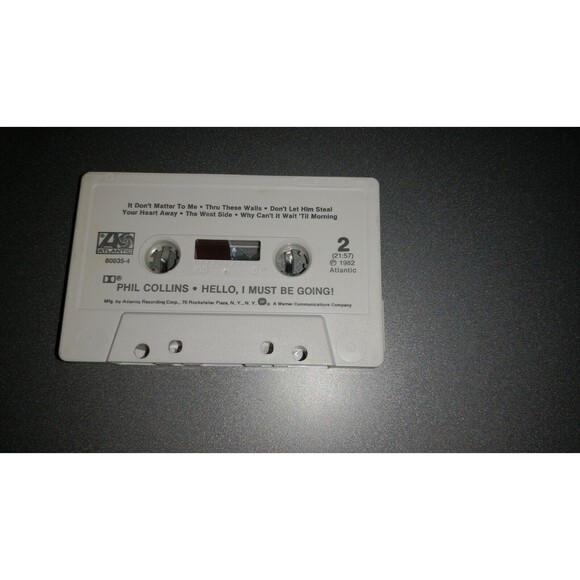 It Don't Matter To Me • Thru These Walls • Don't Let Him Steal
Your Heart Away • The West Side • Why Can't It Wait 'Til Morning
ATLANTIC
80035-4
2
(21:57)
℗ 1982
Atlantic
PHIL COLLINS • HELLO, I MUST BE GOING!
Mfg. by Atlantic Recording Corp., 75 Rockefeller Plaza, N. Y., N. Y. A Warner Communications Company